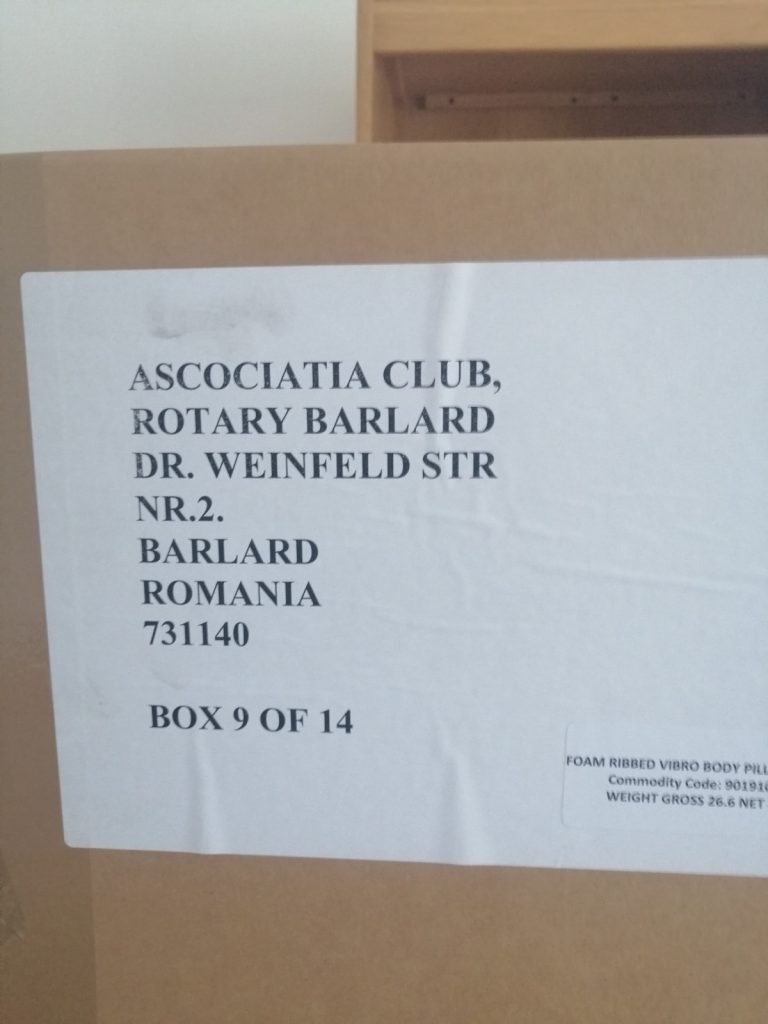 ASCOCIATIA CLUB,
ROTARY BARLARD
DR. WEINFELD STR
NR.2.
BARLARD
ROMANIA
731140
BOX 9 OF 14
FOAM RIBBED VIBRO BODY
Commodity Code:
WEIGHT GROSS 26.6 NET